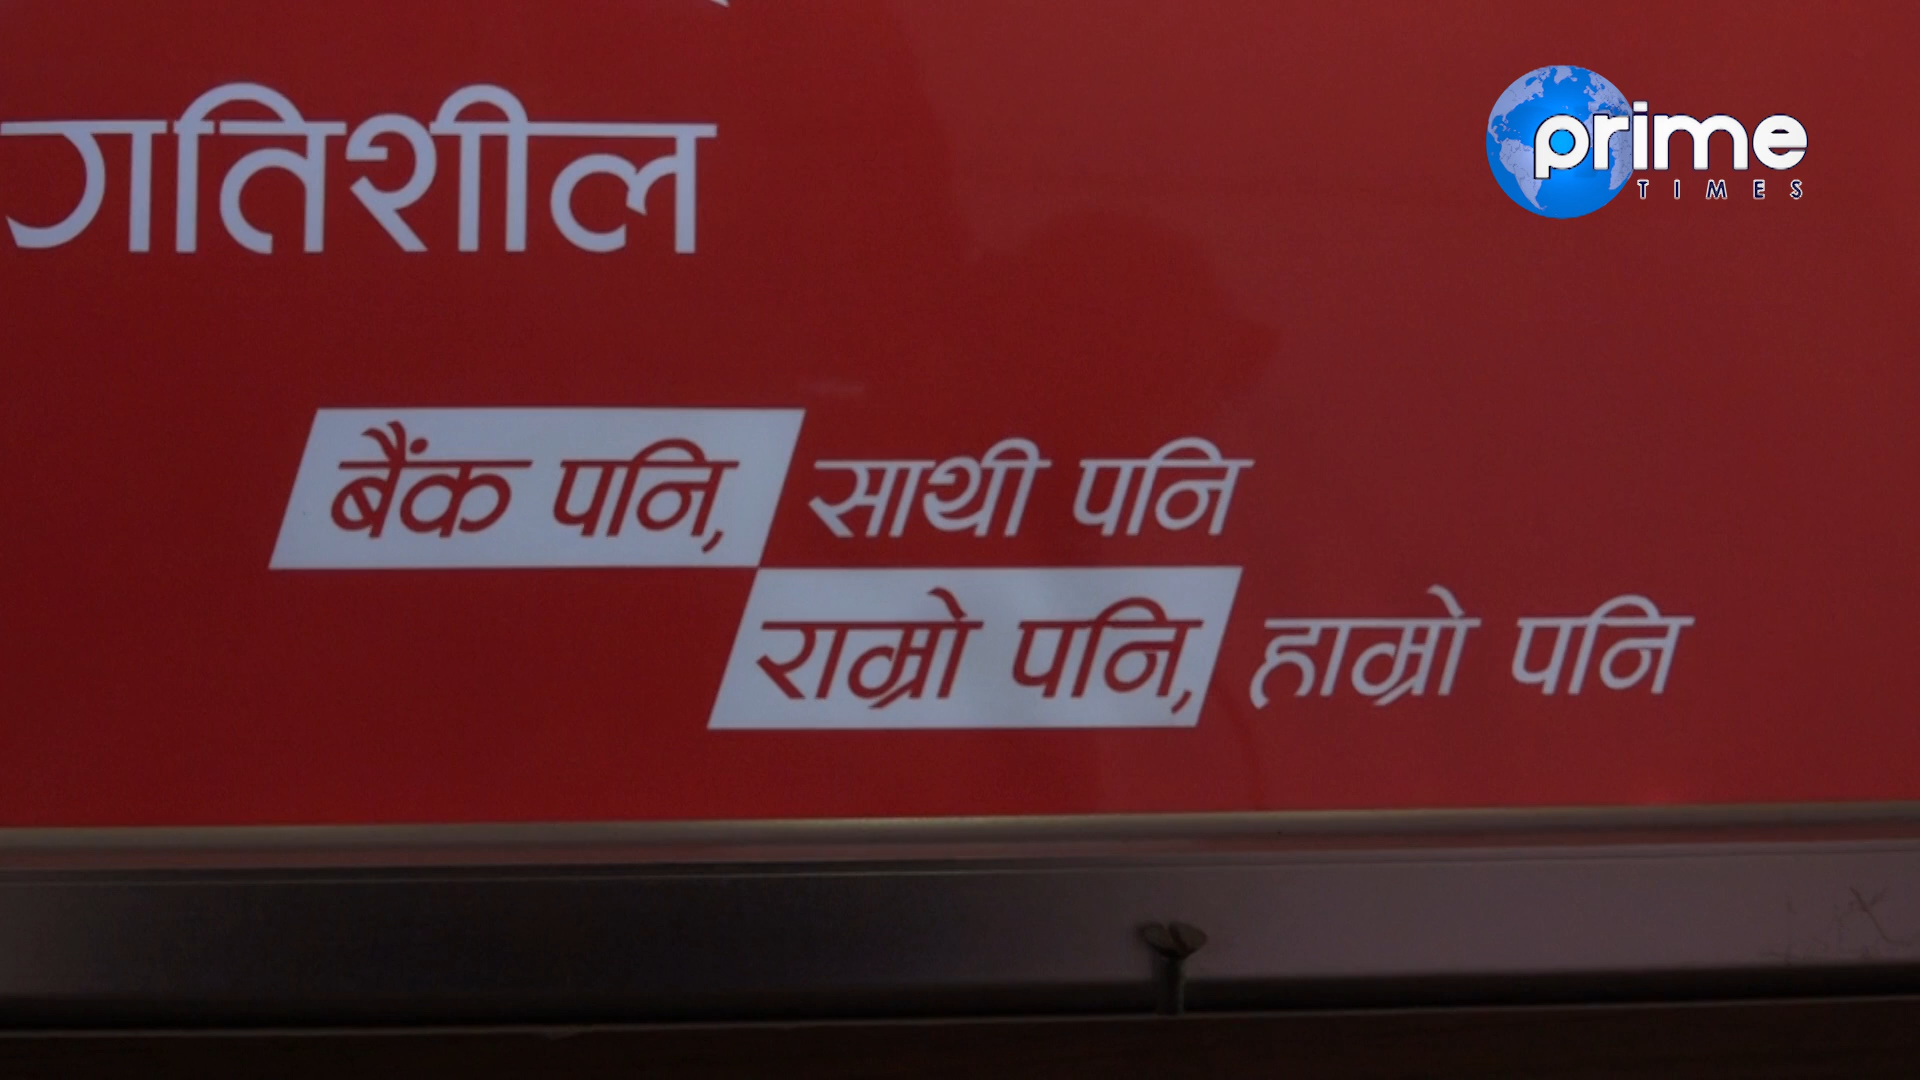 गतिशील
prime
TIMES
बैंक पनि, साथी पनि
राम्रो पनि, हाम्रो पनि